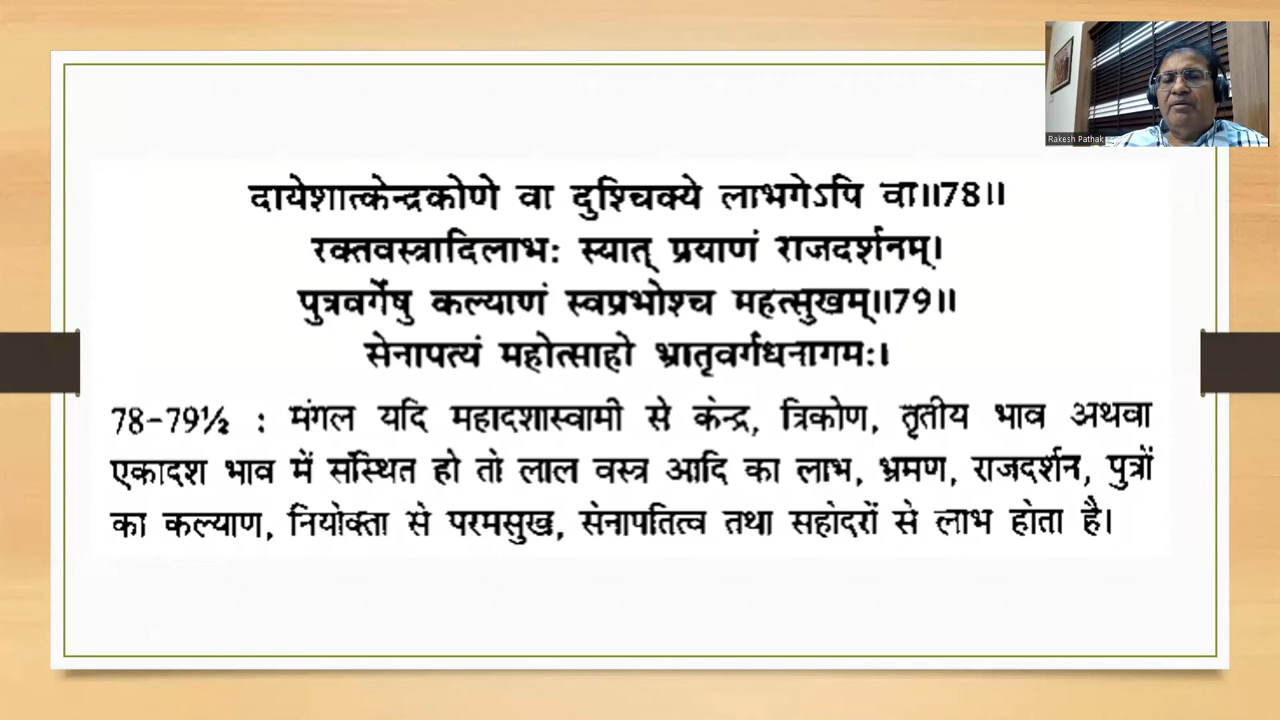 Rakesh Pathak
दायेशात्केन्द्रकोणे वा दुश्चिक्ये लाभगेऽपि वा॥78॥
रक्तवस्त्रादिलाभः स्यात् प्रयाणं राजदर्शनम्।
पुत्रवर्गेषु कल्याणं स्वप्रभोश्च महत्सुखम्॥79॥
सेनापत्यं महोत्साहो भ्रातृवर्गधनागमः।
78-79½ : मंगल यदि महादशास्वामी से केन्द्र, त्रिकोण, तृतीय भाव अथवा
एकादश भाव में संस्थित हो तो लाल वस्त्र आदि का लाभ, भ्रमण, राजदर्शन, पुत्रों
का कल्याण, नियोक्ता से परमसुख, सेनापतित्व तथा सहोदरों से लाभ होता है।